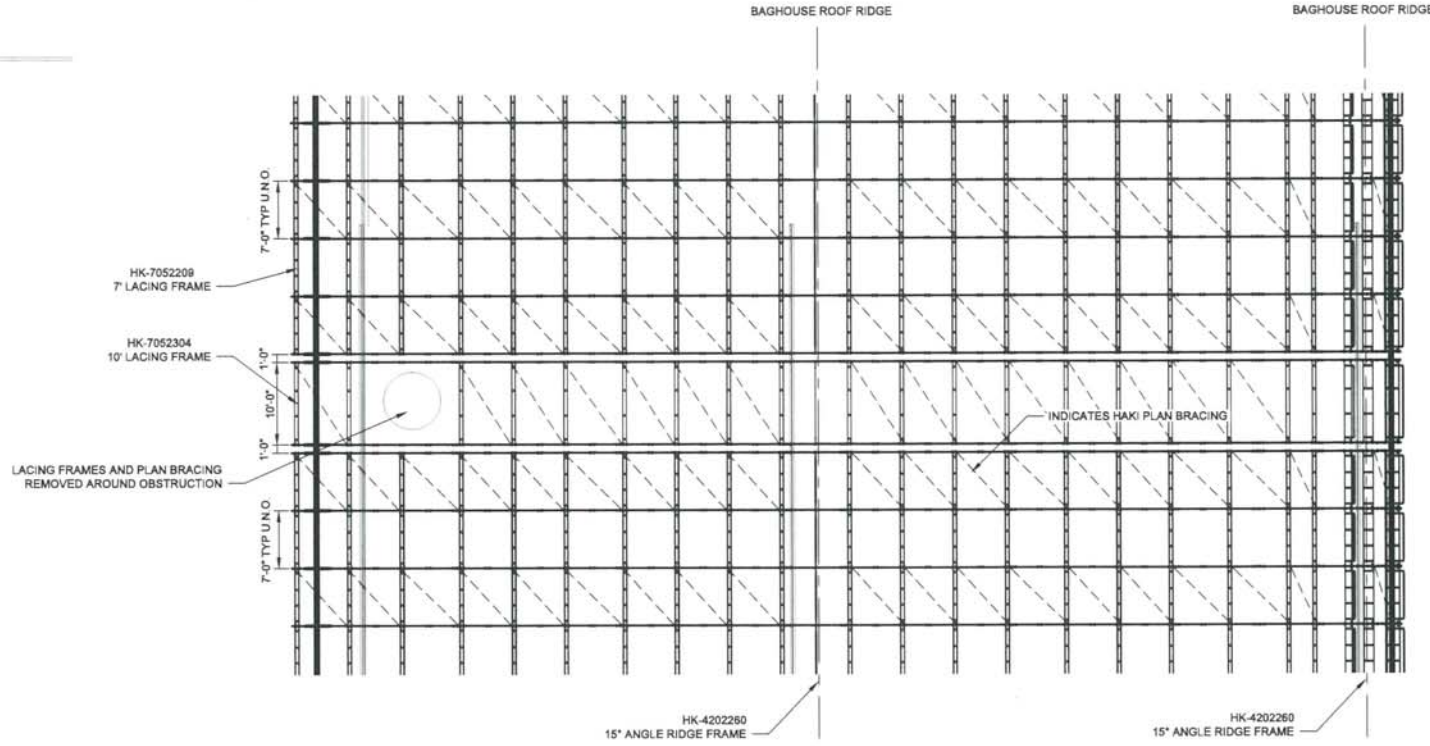 BAGHOUSE ROOF RIDGE
BAGHOUSE ROOF RIDGE
7'-0" TYP U.N.O.
HK-7052209
7' LACING FRAME
HK-7052304
10' LACING FRAME
1'-0"
10'-0"
1'-0"
INDICATES HAKI PLAN BRACING
LACING FRAMES AND PLAN BRACING
REMOVED AROUND OBSTRUCTION
7'-0" TYP U.N.O.
HK-4202260
15° ANGLE RIDGE FRAME
HK-4202260
15° ANGLE RIDGE FRAME